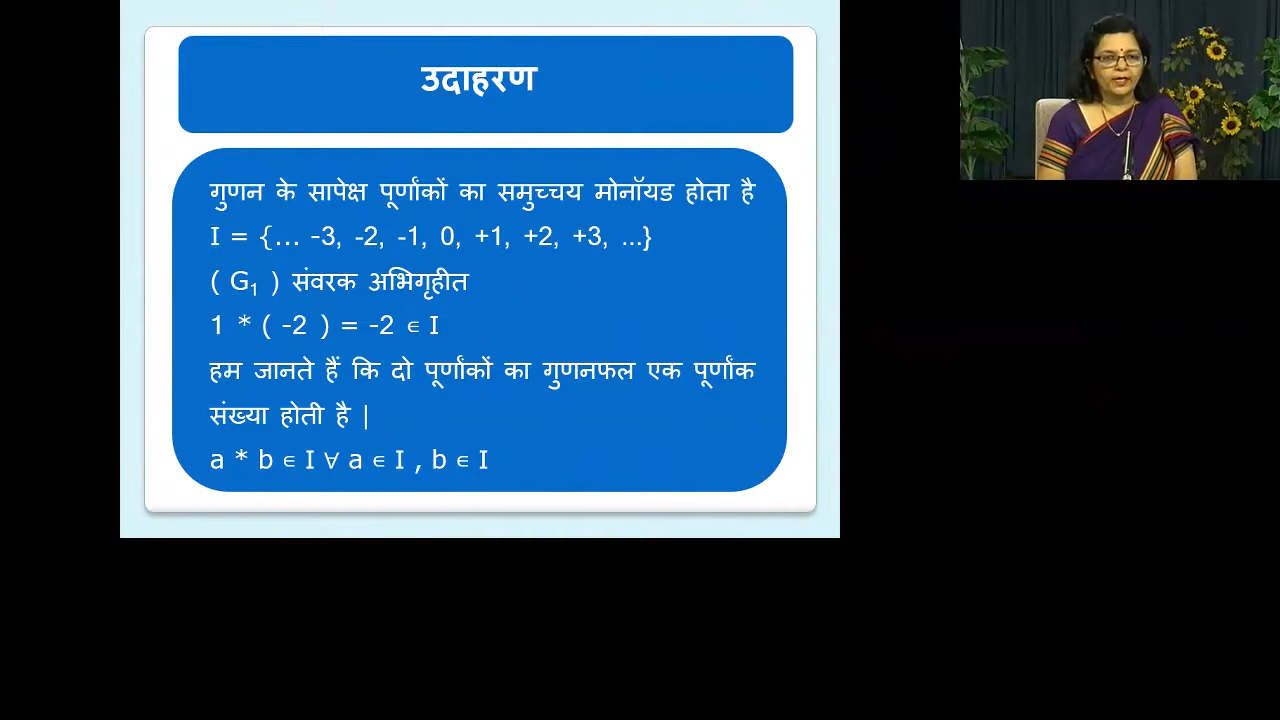 उदाहरण
गुणन के सापेक्ष पूर्णांकों का समुच्चय मोनॉयड होता है
I = {... -3, -2, -1, 0, +1, +2, +3, ...}
( G₁ ) संवरक अभिगृहीत
1 * ( -2 ) = -2 ∈ I
हम जानते हैं कि दो पूर्णांकों का गुणनफल एक पूर्णांक
संख्या होती है |
a * b ∈ I ∀ a ∈ I , b ∈ I